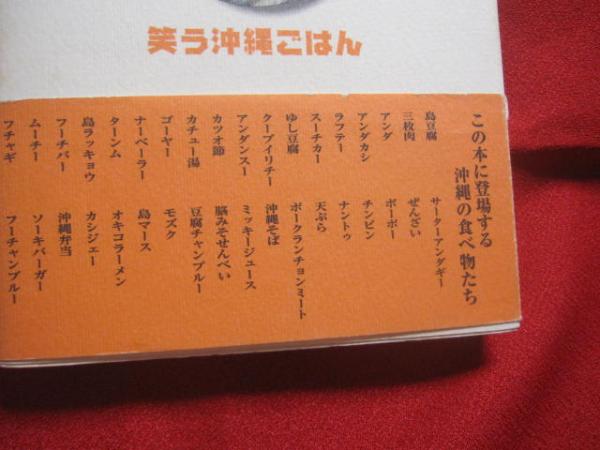 笑う沖縄ごはん
この本に登場する
沖縄の食べ物たち
島豆腐
三枚肉
アンダ
アンダカシ
ラフテー
スーチカー
ゆし豆腐
クーブイリチー
アンダンスー
カツオ節
カチュー湯
ゴーヤー
ナーベーラー
ターンム
島ラッキョウ
フーチバー
ムーチー
フチャギ
サーターアンダギー
ぜんざい
ポーポー
チンビン
ナントゥ
天ぷら
ポークランチョンミート
沖縄そば
ミッキージュース
脳みそせんべい
豆腐チャンプルー
モズク
島マース
オキコラーメン
カシジェー
沖縄弁当
ソーキバーガー
フーチャンプルー